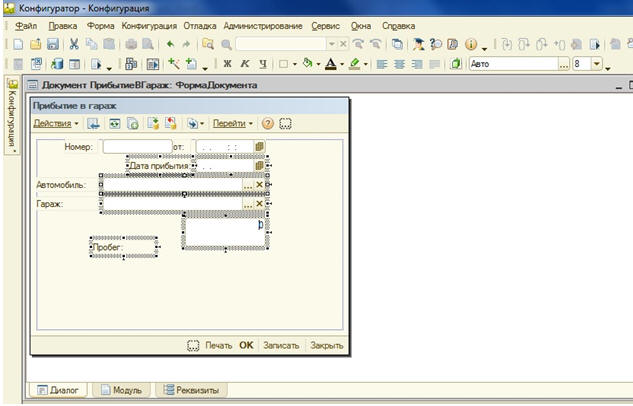 Конфигуратор - Конфигурация
Файл Правка Форма Конфигурация Отладка Администрирование Сервис Окна Справка
Ж К Ч А Авто ... 8
Конфигурация
Документ ПрибытиеВГараж: ФормаДокумента
Прибытие в гараж
Действия Перейти
Номер: от: . . : :
Дата прибытия . .
Автомобиль: ...
Гараж: ...
0
Пробег:
Печать OK Записать Закрыть
Диалог Модуль Реквизиты